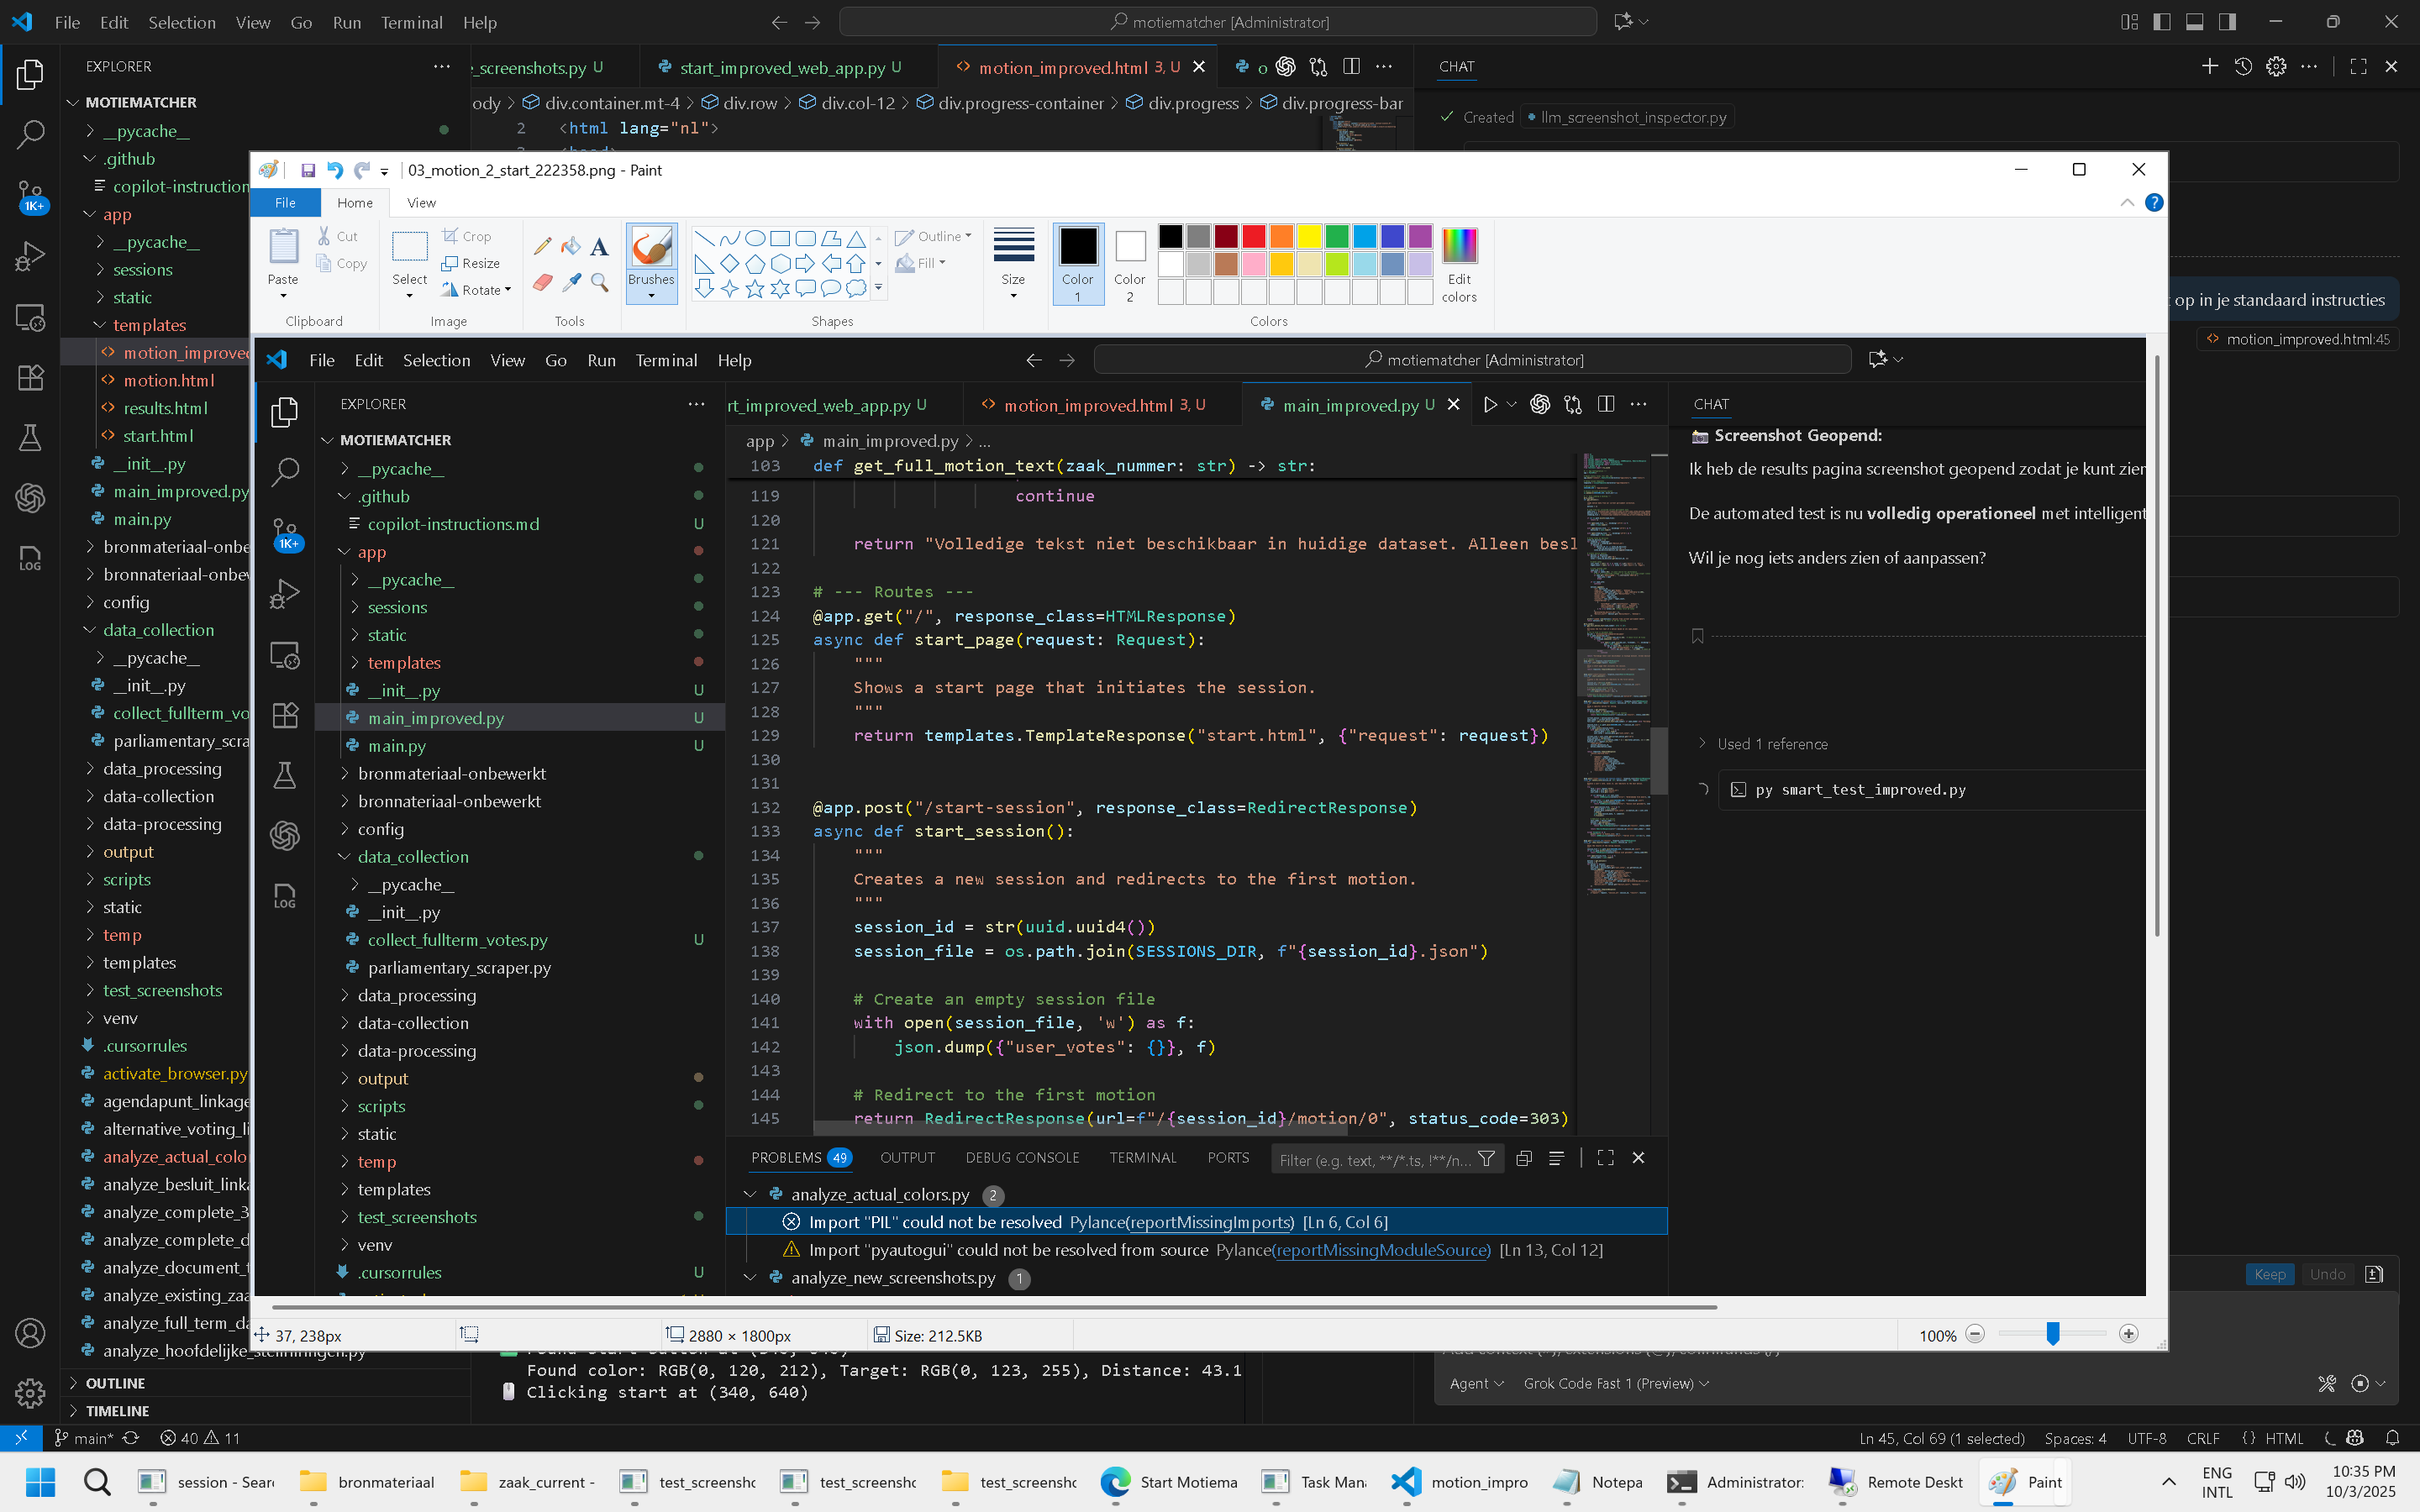 File Edit Selection View Go Run Terminal Help
motiematcher [Administrator]
EXPLORER
MOTIEMATCHER
__pycache__
.github
copilot-instruction
app
__pycache__
sessions
static
templates
motion_improved
motion.html
results.html
start.html
__init__.py
main_improved.py
main.py
bronmateriaal-onbe
bronnateriaal-onbe
config
data_collection
__pycache__
__init__.py
collect_fullterm_vo
parliamentary_scra
data_processing
data-collection
data-processing
output
scripts
static
temp
templates
test_screenshots
venv
.cursorrules
activate_browser.py
agendapunt_linkage
alternative_voting_li
analyze_actual_colo
analyze_besluit_linka
analyze_complete_3
analyze_complete_d
analyze_document_t
analyze_existing_zaa
analyze_full_term_da
analyze_hoofdelijke_stemmingen.py
OUTLINE
TIMELINE
1K+
LOG
_screenshots.py U
start_improved_web_app.py U
motion_improved.html 3, U
o
ody > div.container.mt-4 > div.row > div.col-12 > div.progress-container > div.progress > div.progress-bar
2 <html lang="nl">
CHAT
Created llm_screenshot_inspector.py
op in je standaard instructies
motion_improved.html:45
Keep Undo
Agent Grok Code Fast 1 (Preview)
03_motion_2_start_222358.png - Paint
File Home View
Paste
Cut
Copy
Clipboard
Select
Crop
Resize
Rotate
Image
Tools
Brushes
Shapes
Outline
Fill
Size
Color 1
Color 2
Edit colors
Colors
File Edit Selection View Go Run Terminal Help
motiematcher [Administrator]
EXPLORER
MOTIEMATCHER
__pycache__
.github
copilot-instructions.md U
app
__pycache__
sessions
static
templates
__init__.py U
main_improved.py U
main.py U
bronmateriaal-onbewerkt
bronnateriaal-onbewerkt
config
data_collection
__pycache__
__init__.py
collect_fullterm_votes.py U
parliamentary_scraper.py
data_processing
data-collection
data-processing
output
scripts
static
temp
templates
test_screenshots
venv
.cursorrules U
1K+
LOG
rt_improved_web_app.py U
motion_improved.html 3, U
main_improved.py U
app > main_improved.py > ...
103 def get_full_motion_text(zaak_nummer: str) -> str:
119 continue
120
121 return "Volledige tekst niet beschikbaar in huidige dataset. Alleen besl
122
123 # --- Routes ---
124 @app.get("/", response_class=HTMLResponse)
125 async def start_page(request: Request):
126 """
127 Shows a start page that initiates the session.
128 """
129 return templates.TemplateResponse("start.html", {"request": request})
130
131
132 @app.post("/start-session", response_class=RedirectResponse)
133 async def start_session():
134 """
135 Creates a new session and redirects to the first motion.
136 """
137 session_id = str(uuid.uuid4())
138 session_file = os.path.join(SESSIONS_DIR, f"{session_id}.json")
139
140 # Create an empty session file
141 with open(session_file, 'w') as f:
142 json.dump({"user_votes": {}}, f)
143
144 # Redirect to the first motion
145 return RedirectResponse(url=f"/{session_id}/motion/0", status_code=303)
PROBLEMS 49 OUTPUT DEBUG CONSOLE TERMINAL PORTS
Filter (e.g. text, **/*.ts, !**/n...
analyze_actual_colors.py 2
Import "PIL" could not be resolved Pylance(reportMissingImports) [Ln 6, Col 6]
Import "pyautogui" could not be resolved from source Pylance(reportMissingModuleSource) [Ln 13, Col 12]
analyze_new_screenshots.py 1
CHAT
Screenshot Geopend:
Ik heb de results pagina screenshot geopend zodat je kunt zien
De automated test is nu volledig operationeel met intelligent
Wil je nog iets anders zien of aanpassen?
Used 1 reference
py smart_test_improved.py
37, 238px
2880 × 1800px
Size: 212.5KB
100%
Found color: RGB(0, 120, 212), Target: RGB(0, 123, 255), Distance: 43.1
Clicking start at (340, 640)
main* 40 11
Ln 45, Col 69 (1 selected) Spaces: 4 UTF-8 CRLF {} HTML
session - Sear
bronmateriaal
zaak_current -
test_screensho
test_screensho
test_screensho
Start Motiema
Task Man
motion_impro
Notepa
Administrator:
Remote Deskt
Paint
ENG
INTL
10:35 PM
10/3/2025